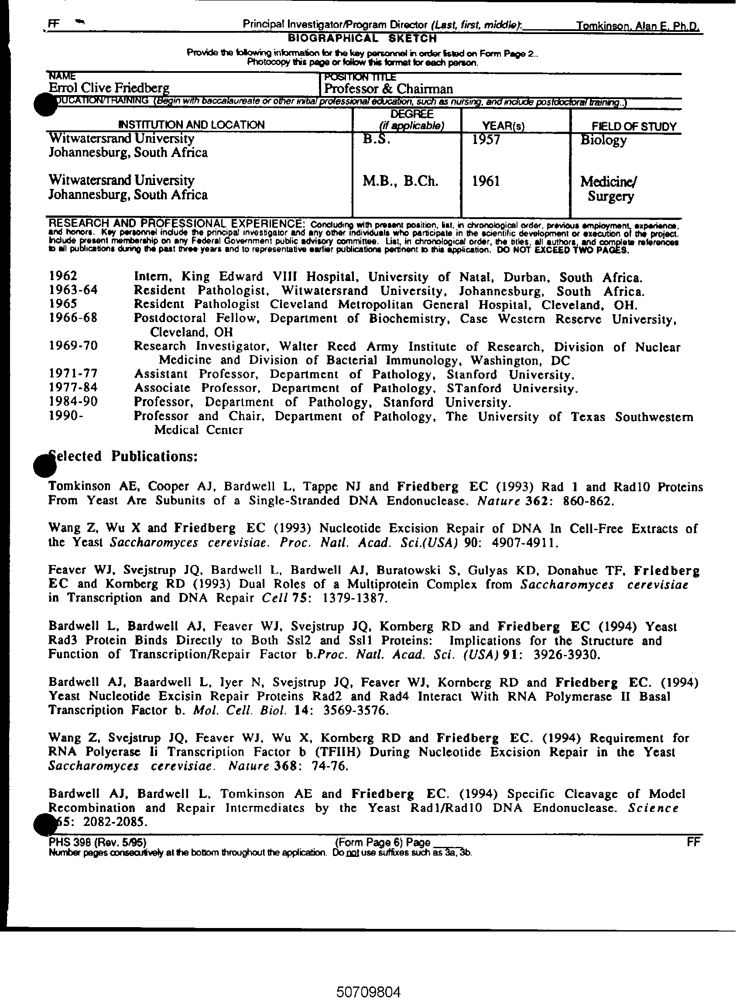 FF Principal Investigator/Program Director (Last, first, middle): Tomkinson, Alan E. Ph.D.
BIOGRAPHICAL SKETCH
Provide the following information for the key personnel in order listed on Form Page 2..
Photocopy this page or follow this format for each person.
NAME POSITION TITLE
Errol Clive Friedberg Professor & Chairman
EDUCATION/TRAINING (Begin with baccalaureate or other initial professional education, such as nursing, and include postdoctoral training.)
INSTITUTION AND LOCATION DEGREE (if applicable) YEAR(s) FIELD OF STUDY
Witwatersrand University B.S. 1957 Biology
Johannesburg, South Africa
Witwatersrand University M.B., B.Ch. 1961 Medicine/
Johannesburg, South Africa Surgery
RESEARCH AND PROFESSIONAL EXPERIENCE: Concluding with present position, list, in chronological order, previous employment, experience,
and honors. Key personnel include the principal investigator and any other individuals who participate in the scientific development or execution of the project.
Include present membership on any Federal Government public advisory committee. List, in chronological order, the titles, all authors, and complete references
to all publications during the past three years and to representative earlier publications pertinent to this application. DO NOT EXCEED TWO PAGES.
1962 Intern, King Edward VIII Hospital, University of Natal, Durban, South Africa.
1963-64 Resident Pathologist, Witwatersrand University, Johannesburg, South Africa.
1965 Resident Pathologist Cleveland Metropolitan General Hospital, Cleveland, OH.
1966-68 Postdoctoral Fellow, Department of Biochemistry, Case Western Reserve University,
Cleveland, OH
1969-70 Research Investigator, Walter Reed Army Institute of Research, Division of Nuclear
Medicine and Division of Bacterial Immunology, Washington, DC
1971-77 Assistant Professor, Department of Pathology, Stanford University.
1977-84 Associate Professor, Department of Pathology, STanford University.
1984-90 Professor, Department of Pathology, Stanford University.
1990- Professor and Chair, Department of Pathology, The University of Texas Southwestern
Medical Center
Selected Publications:
Tomkinson AE, Cooper AJ, Bardwell L, Tappe NJ and Friedberg EC (1993) Rad 1 and Rad10 Proteins
From Yeast Are Subunits of a Single-Stranded DNA Endonuclease. Nature 362: 860-862.
Wang Z, Wu X and Friedberg EC (1993) Nucleotide Excision Repair of DNA In Cell-Free Extracts of
the Yeast Saccharomyces cerevisiae. Proc. Natl. Acad. Sci.(USA) 90: 4907-4911.
Feaver WJ, Svejstrup JQ, Bardwell L, Bardwell AJ, Buratowski S, Gulyas KD, Donahue TF, Friedberg
EC and Kornberg RD (1993) Dual Roles of a Multiprotein Complex from Saccharomyces cerevisiae
in Transcription and DNA Repair Cell 75: 1379-1387.
Bardwell L, Bardwell AJ, Feaver WJ, Svejstrup JQ, Kornberg RD and Friedberg EC (1994) Yeast
Rad3 Protein Binds Directly to Both Ssl2 and Ssl1 Proteins: Implications for the Structure and
Function of Transcription/Repair Factor b.Proc. Natl. Acad. Sci. (USA) 91: 3926-3930.
Bardwell AJ, Baardwell L, Iyer N, Svejstrup JQ, Feaver WJ, Kornberg RD and Friedberg EC. (1994)
Yeast Nucleotide Excisin Repair Proteins Rad2 and Rad4 Interact With RNA Polymerase II Basal
Transcription Factor b. Mol. Cell. Biol. 14: 3569-3576.
Wang Z, Svejstrup JQ, Feaver WJ, Wu X, Kornberg RD and Friedberg EC. (1994) Requirement for
RNA Polyerase Ii Transcription Factor b (TFIIH) During Nucleotide Excision Repair in the Yeast
Saccharomyces cerevisiae. Nature 368: 74-76.
Bardwell AJ, Bardwell L, Tomkinson AE and Friedberg EC. (1994) Specific Cleavage of Model
Recombination and Repair Intermediates by the Yeast Rad1/Rad10 DNA Endonuclease. Science
65: 2082-2085.
PHS 398 (Rev. 5/95) (Form Page 6) Page ____ FF
Number pages consecutively at the bottom throughout the application. Do not use suffixes such as 3a, 3b.
50709804